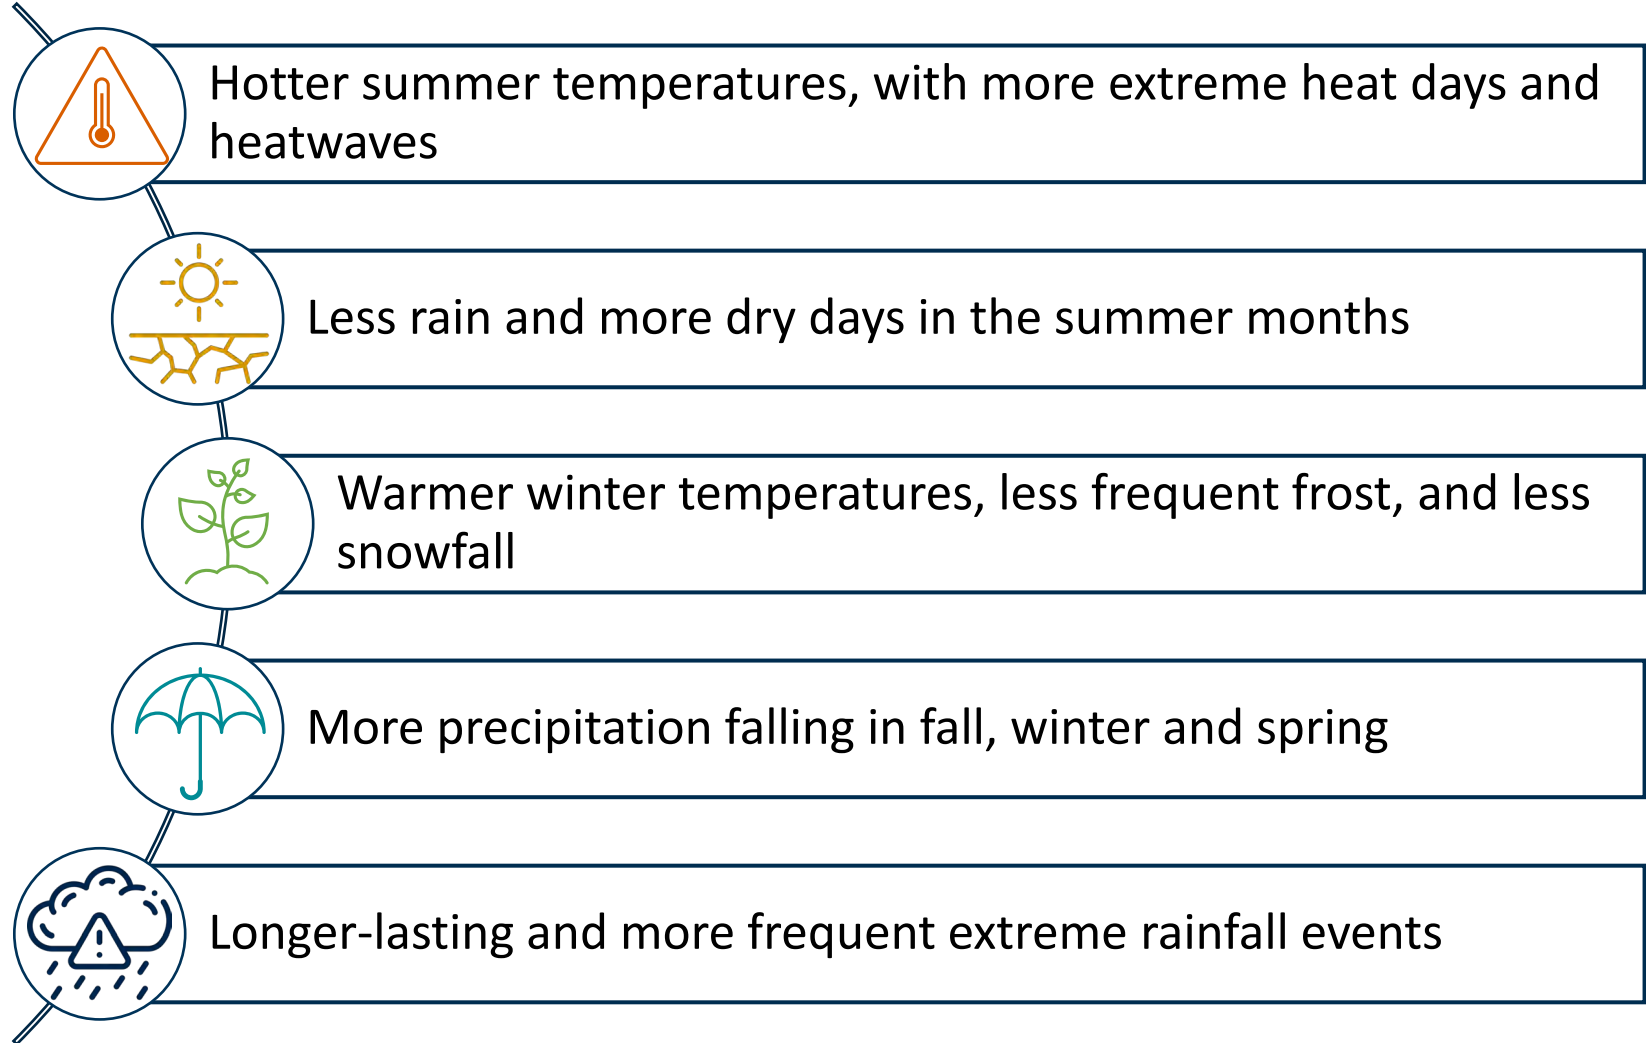 Hotter summer temperatures, with more extreme heat days and
heatwaves
Less rain and more dry days in the summer months
Warmer winter temperatures, less frequent frost, and less
snowfall
More precipitation falling in fall, winter and spring
Longer-lasting and more frequent extreme rainfall events